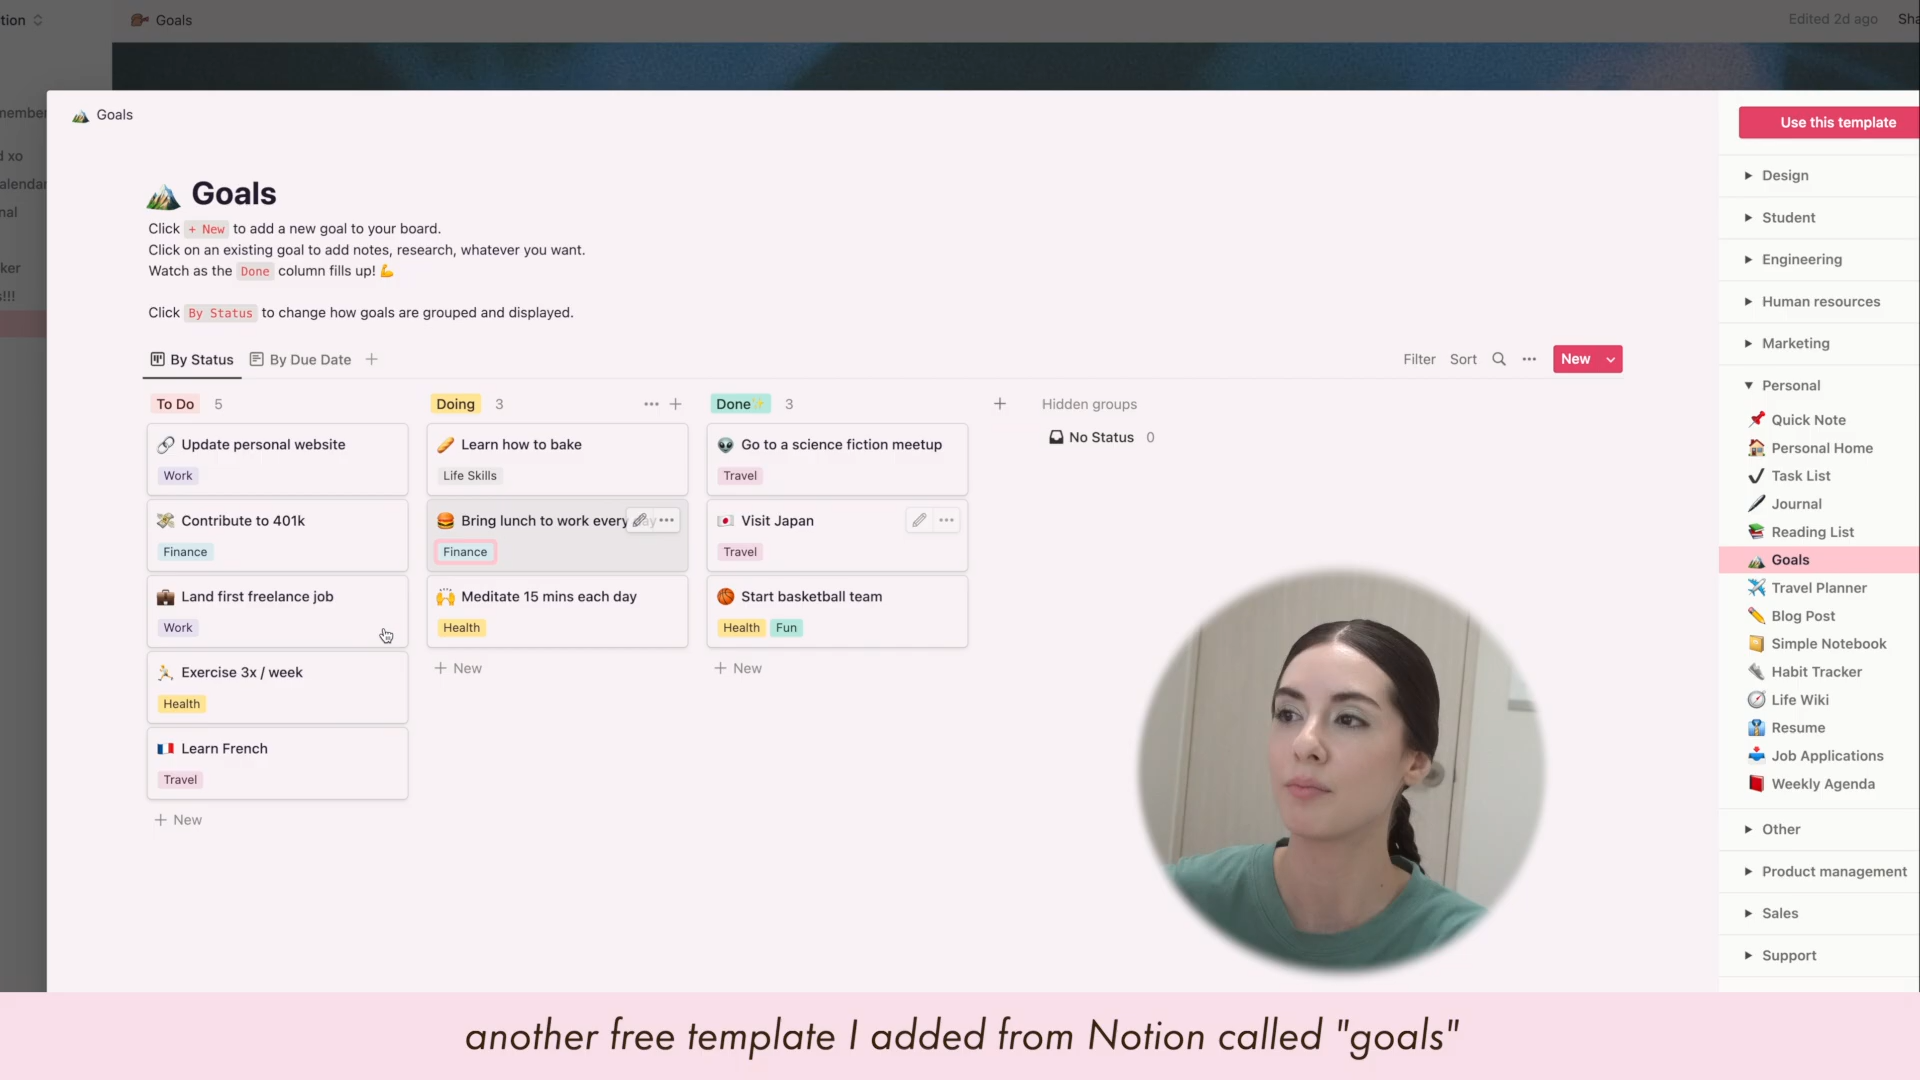 tion
Goals
Edited 2d ago
Sha
member
d xo
alendar
nal
ker
s!!!
Goals
Goals
Click + New to add a new goal to your board.
Click on an existing goal to add notes, research, whatever you want.
Watch as the Done column fills up! 💪
Click By Status to change how goals are grouped and displayed.
By Status
By Due Date
Filter
Sort
New
To Do 5
Update personal website
Work
Contribute to 401k
Finance
Land first freelance job
Work
Exercise 3x / week
Health
Learn French
Travel
+ New
Doing 3
Learn how to bake
Life Skills
Bring lunch to work every day
Finance
Meditate 15 mins each day
Health
+ New
Done✨ 3
Go to a science fiction meetup
Travel
Visit Japan
Travel
Start basketball team
Health Fun
+ New
Hidden groups
No Status 0
Use this template
Design
Student
Engineering
Human resources
Marketing
Personal
Quick Note
Personal Home
Task List
Journal
Reading List
Goals
Travel Planner
Blog Post
Simple Notebook
Habit Tracker
Life Wiki
Resume
Job Applications
Weekly Agenda
Other
Product management
Sales
Support
another free template I added from Notion called "goals"